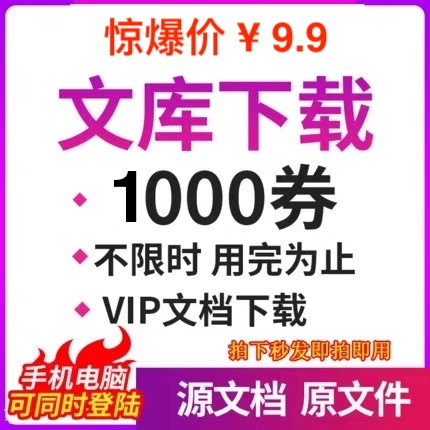 惊爆价 ¥ 9.9
文库下载
1000券
不限时 用完为止
VIP文档下载
拍下秒发即拍即用
手机电脑
可同时登陆
源文档 原文件